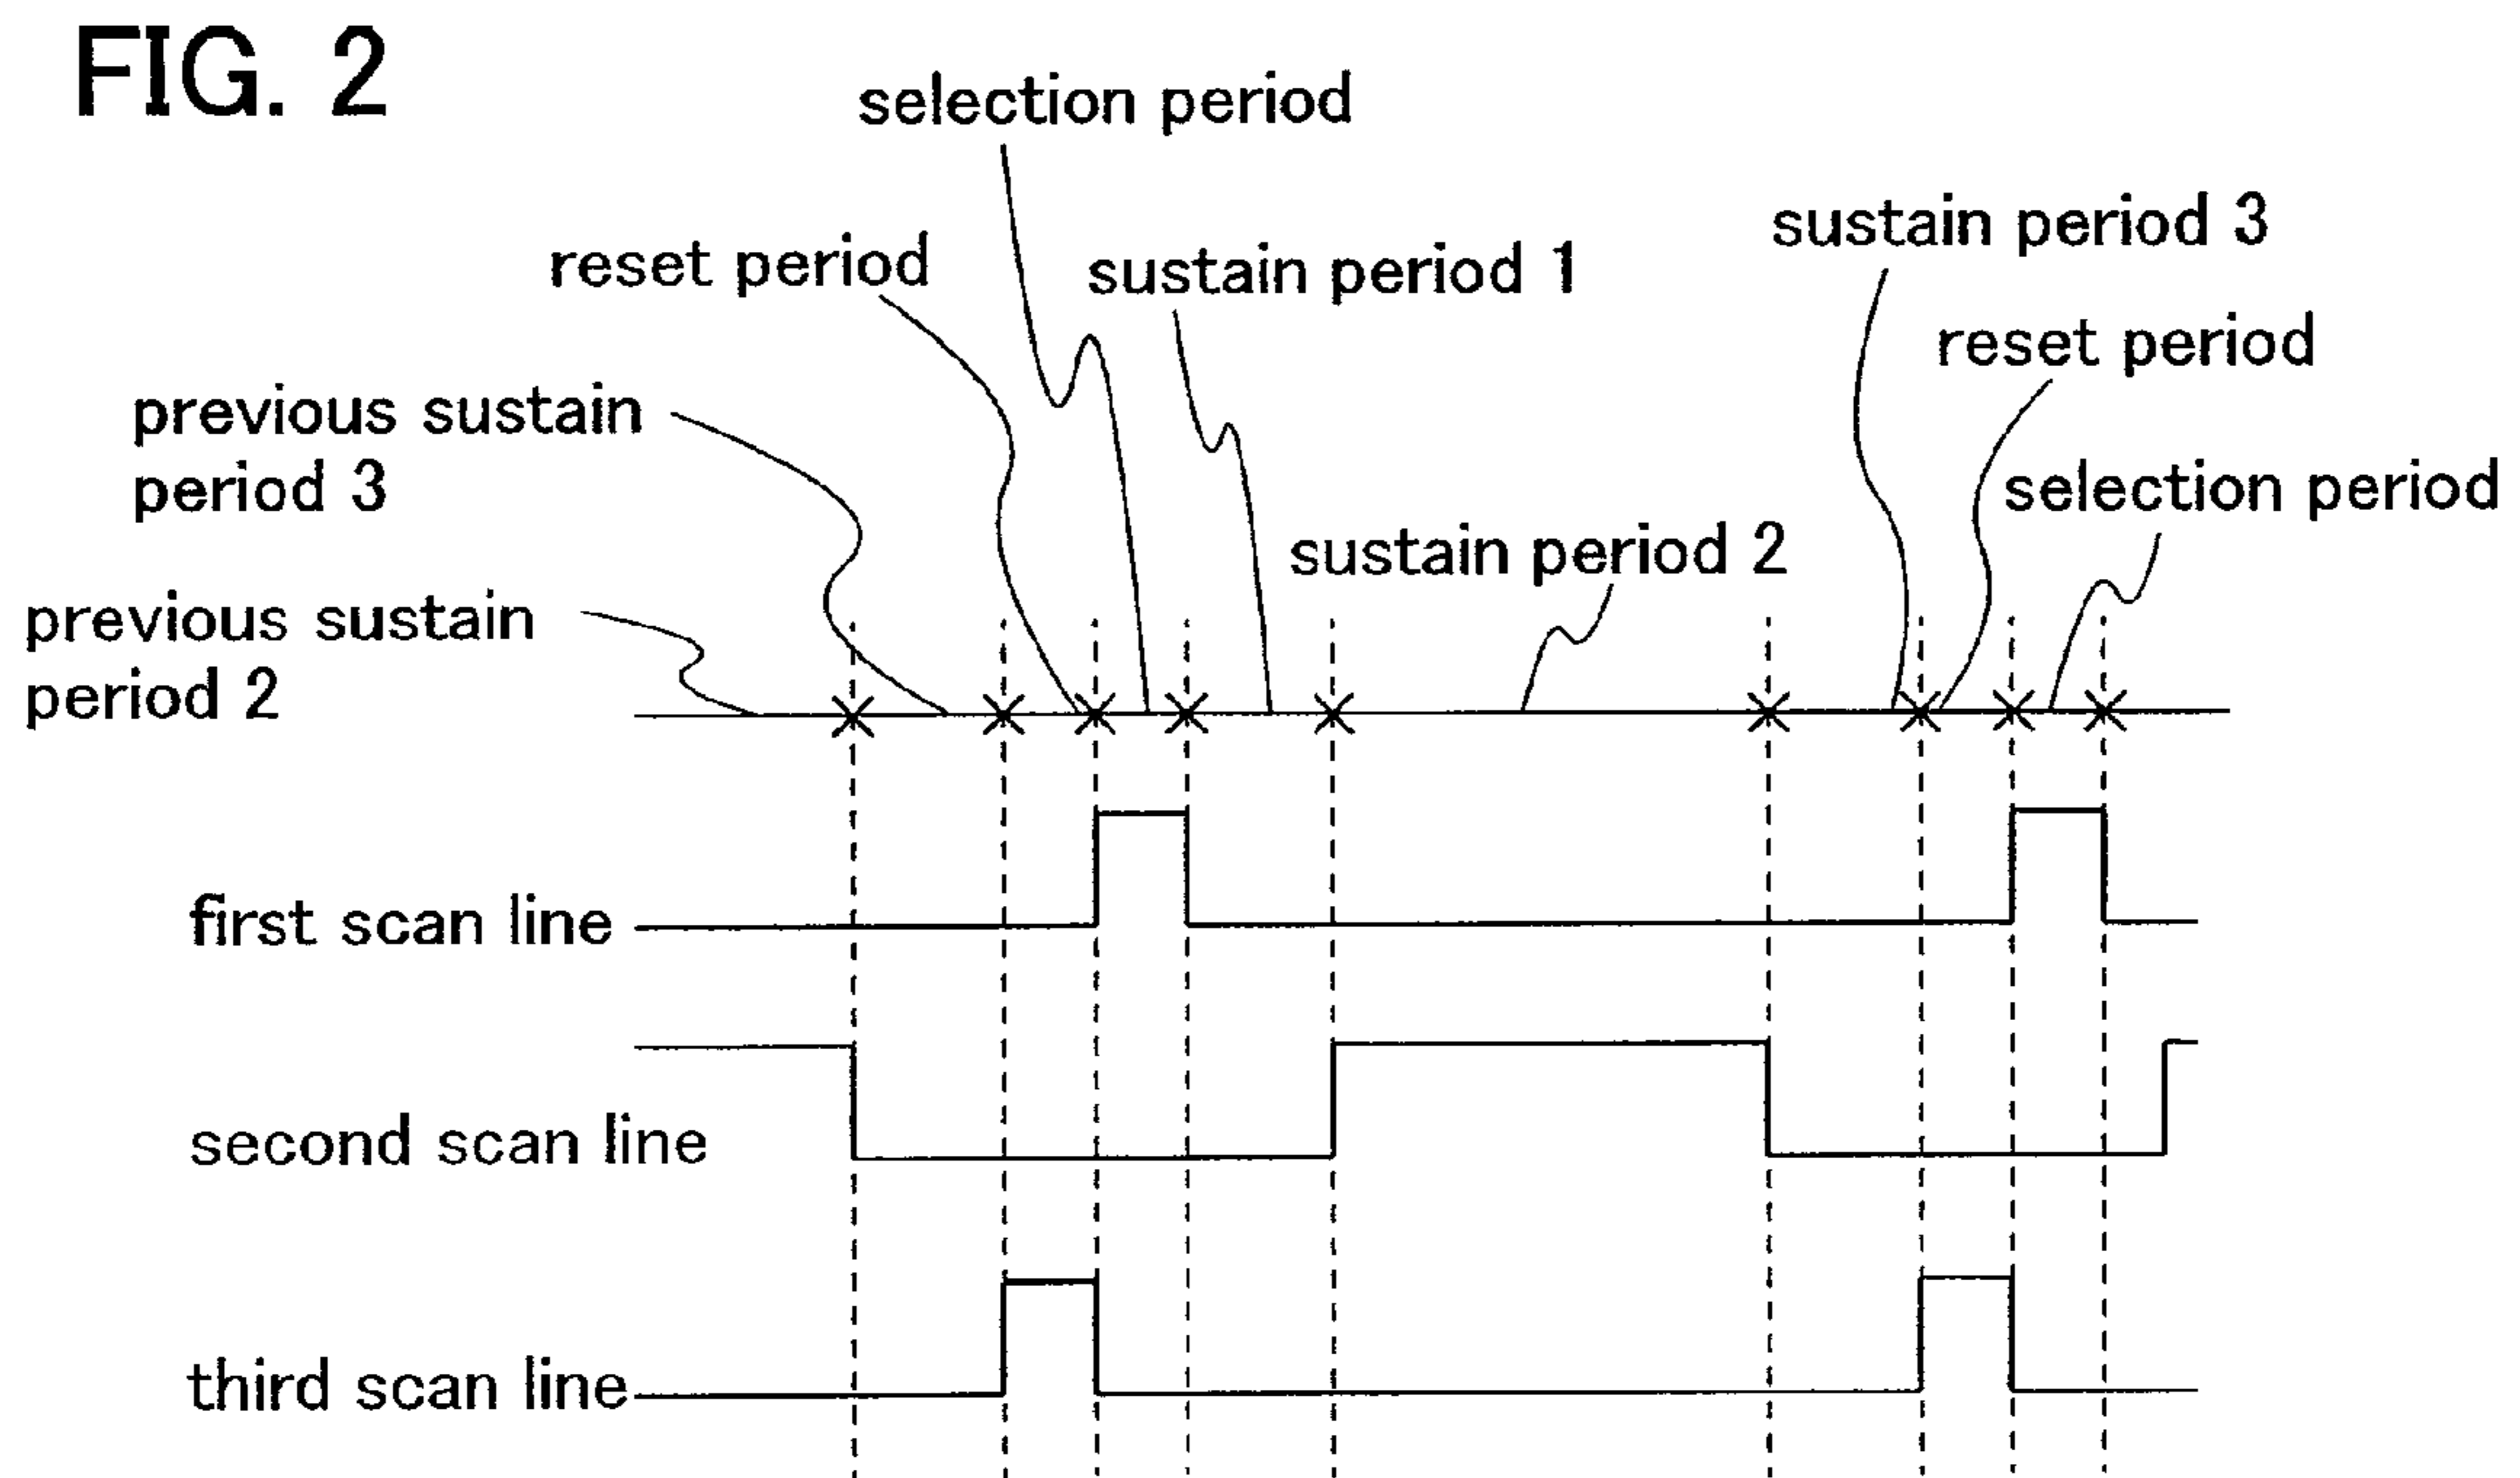 FIG. 2
selection period
sustain period 3
reset period
sustain period 1
reset period
previous sustain
period 3
selection period
sustain period 2
previous sustain
period 2
first scan line
second scan line
third scan line